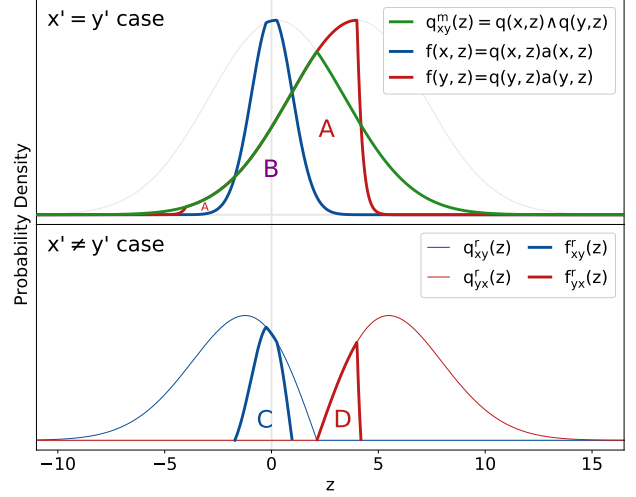 x' = y' case
q^m_xy(z) = q(x,z)∧q(y,z)
f(x, z)=q(x, z)a(x, z)
f(y, z)=q(y, z)a(y, z)
A
B
A
Probability Density
x' ≠ y' case
q^r_xy(z) f^r_xy(z)
q^r_yx(z) f^r_yx(z)
C D
−10 −5 0 5 10 15
z